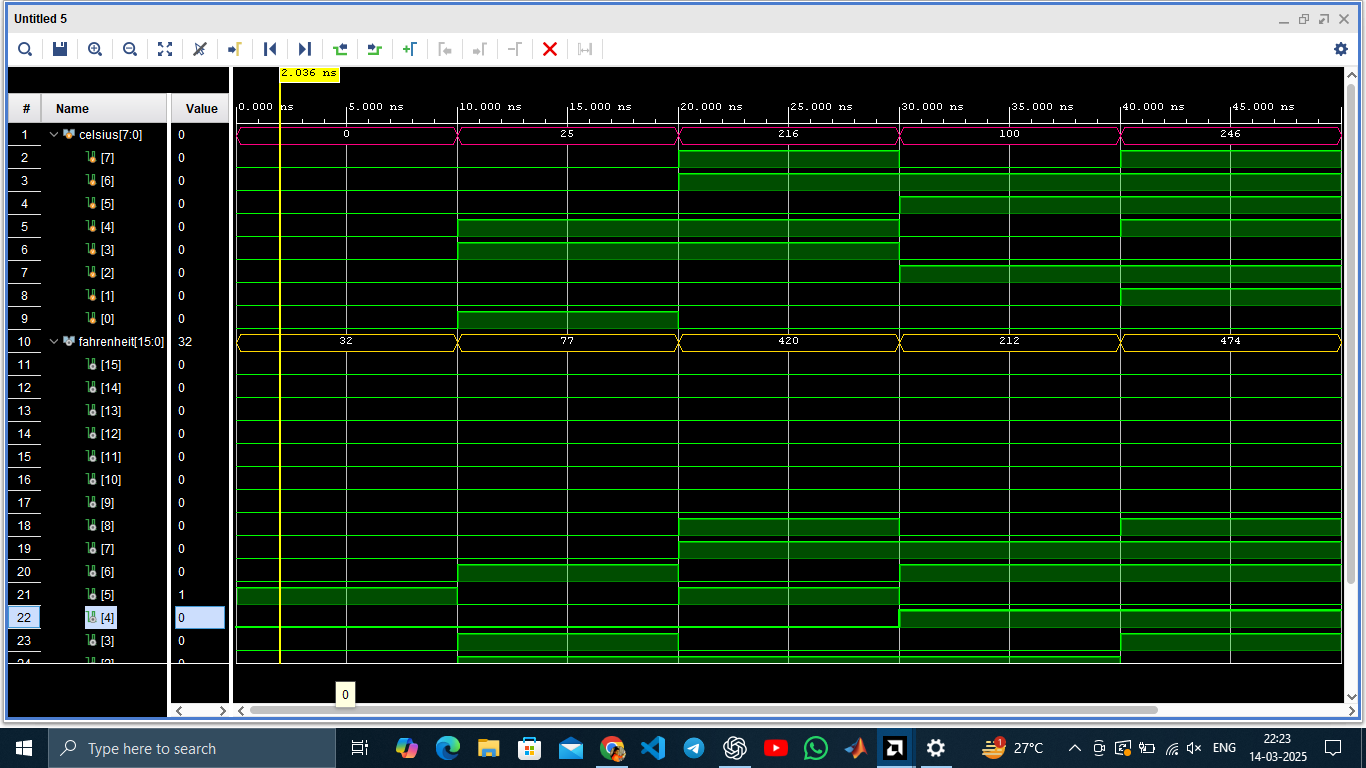 Untitled 5
2.036 ns
# Name Value
0.000 ns 5.000 ns 10.000 ns 15.000 ns 20.000 ns 25.000 ns 30.000 ns 35.000 ns 40.000 ns 45.000 ns
1 celsius[7:0] 0 0 25 216 100 246
2 [7] 0
3 [6] 0
4 [5] 0
5 [4] 0
6 [3] 0
7 [2] 0
8 [1] 0
9 [0] 0
10 fahrenheit[15:0] 32 32 77 420 212 474
11 [15] 0
12 [14] 0
13 [13] 0
14 [12] 0
15 [11] 0
16 [10] 0
17 [9] 0
18 [8] 0
19 [7] 0
20 [6] 0
21 [5] 1
22 [4] 0
23 [3] 0
0
Type here to search
1 27°C ENG 22:23
14-03-2025